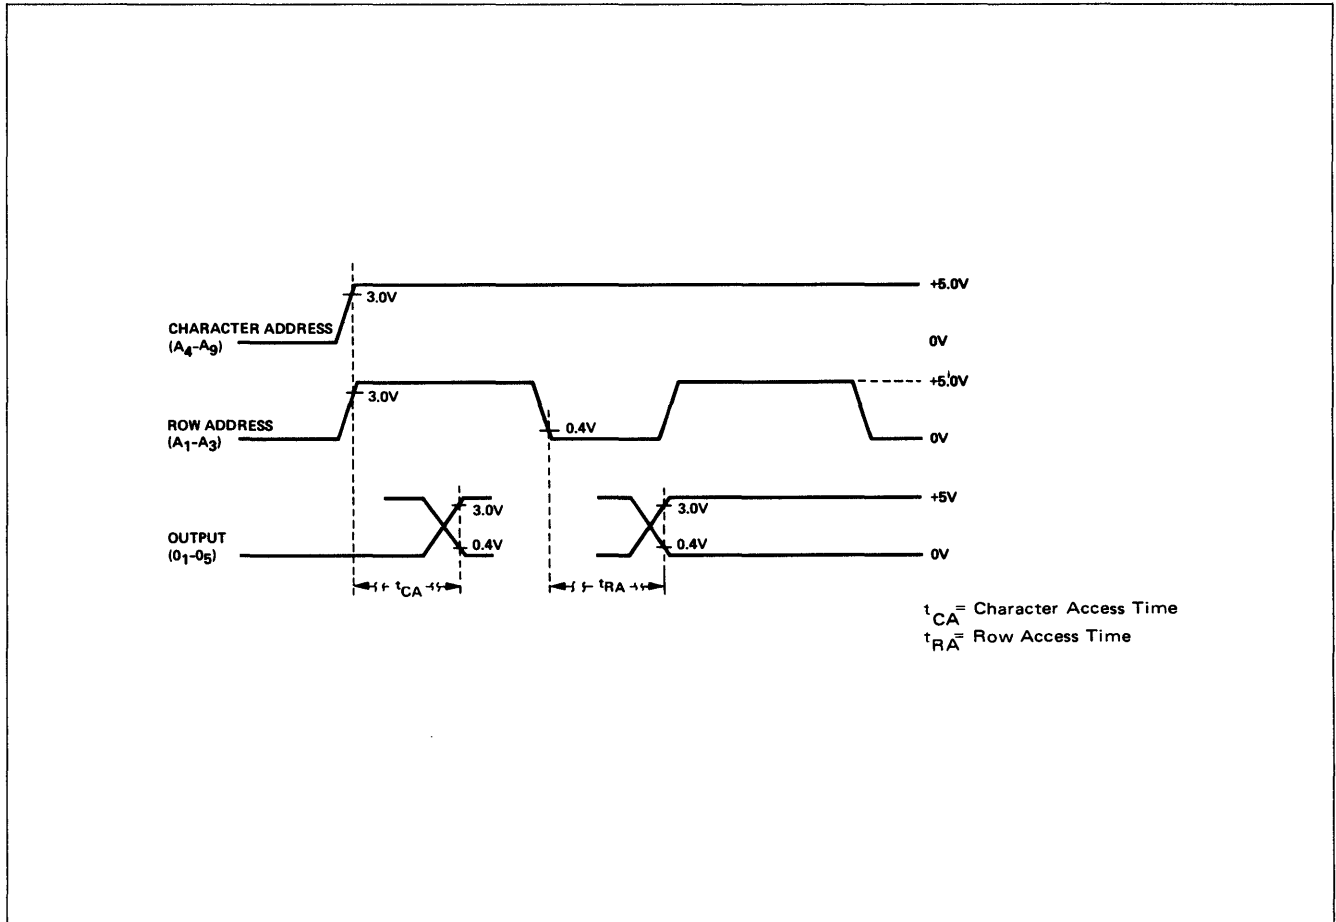 +5.0V
3.0V
CHARACTER ADDRESS
(A4-A9)
0V
+5.0V
3.0V
ROW ADDRESS
(A1-A3)
0.4V
0V
+5V
3.0V
3.0V
OUTPUT
(01-05)
0.4V
0.4V
0V
tCA
tRA
tCA= Character Access Time
tRA= Row Access Time